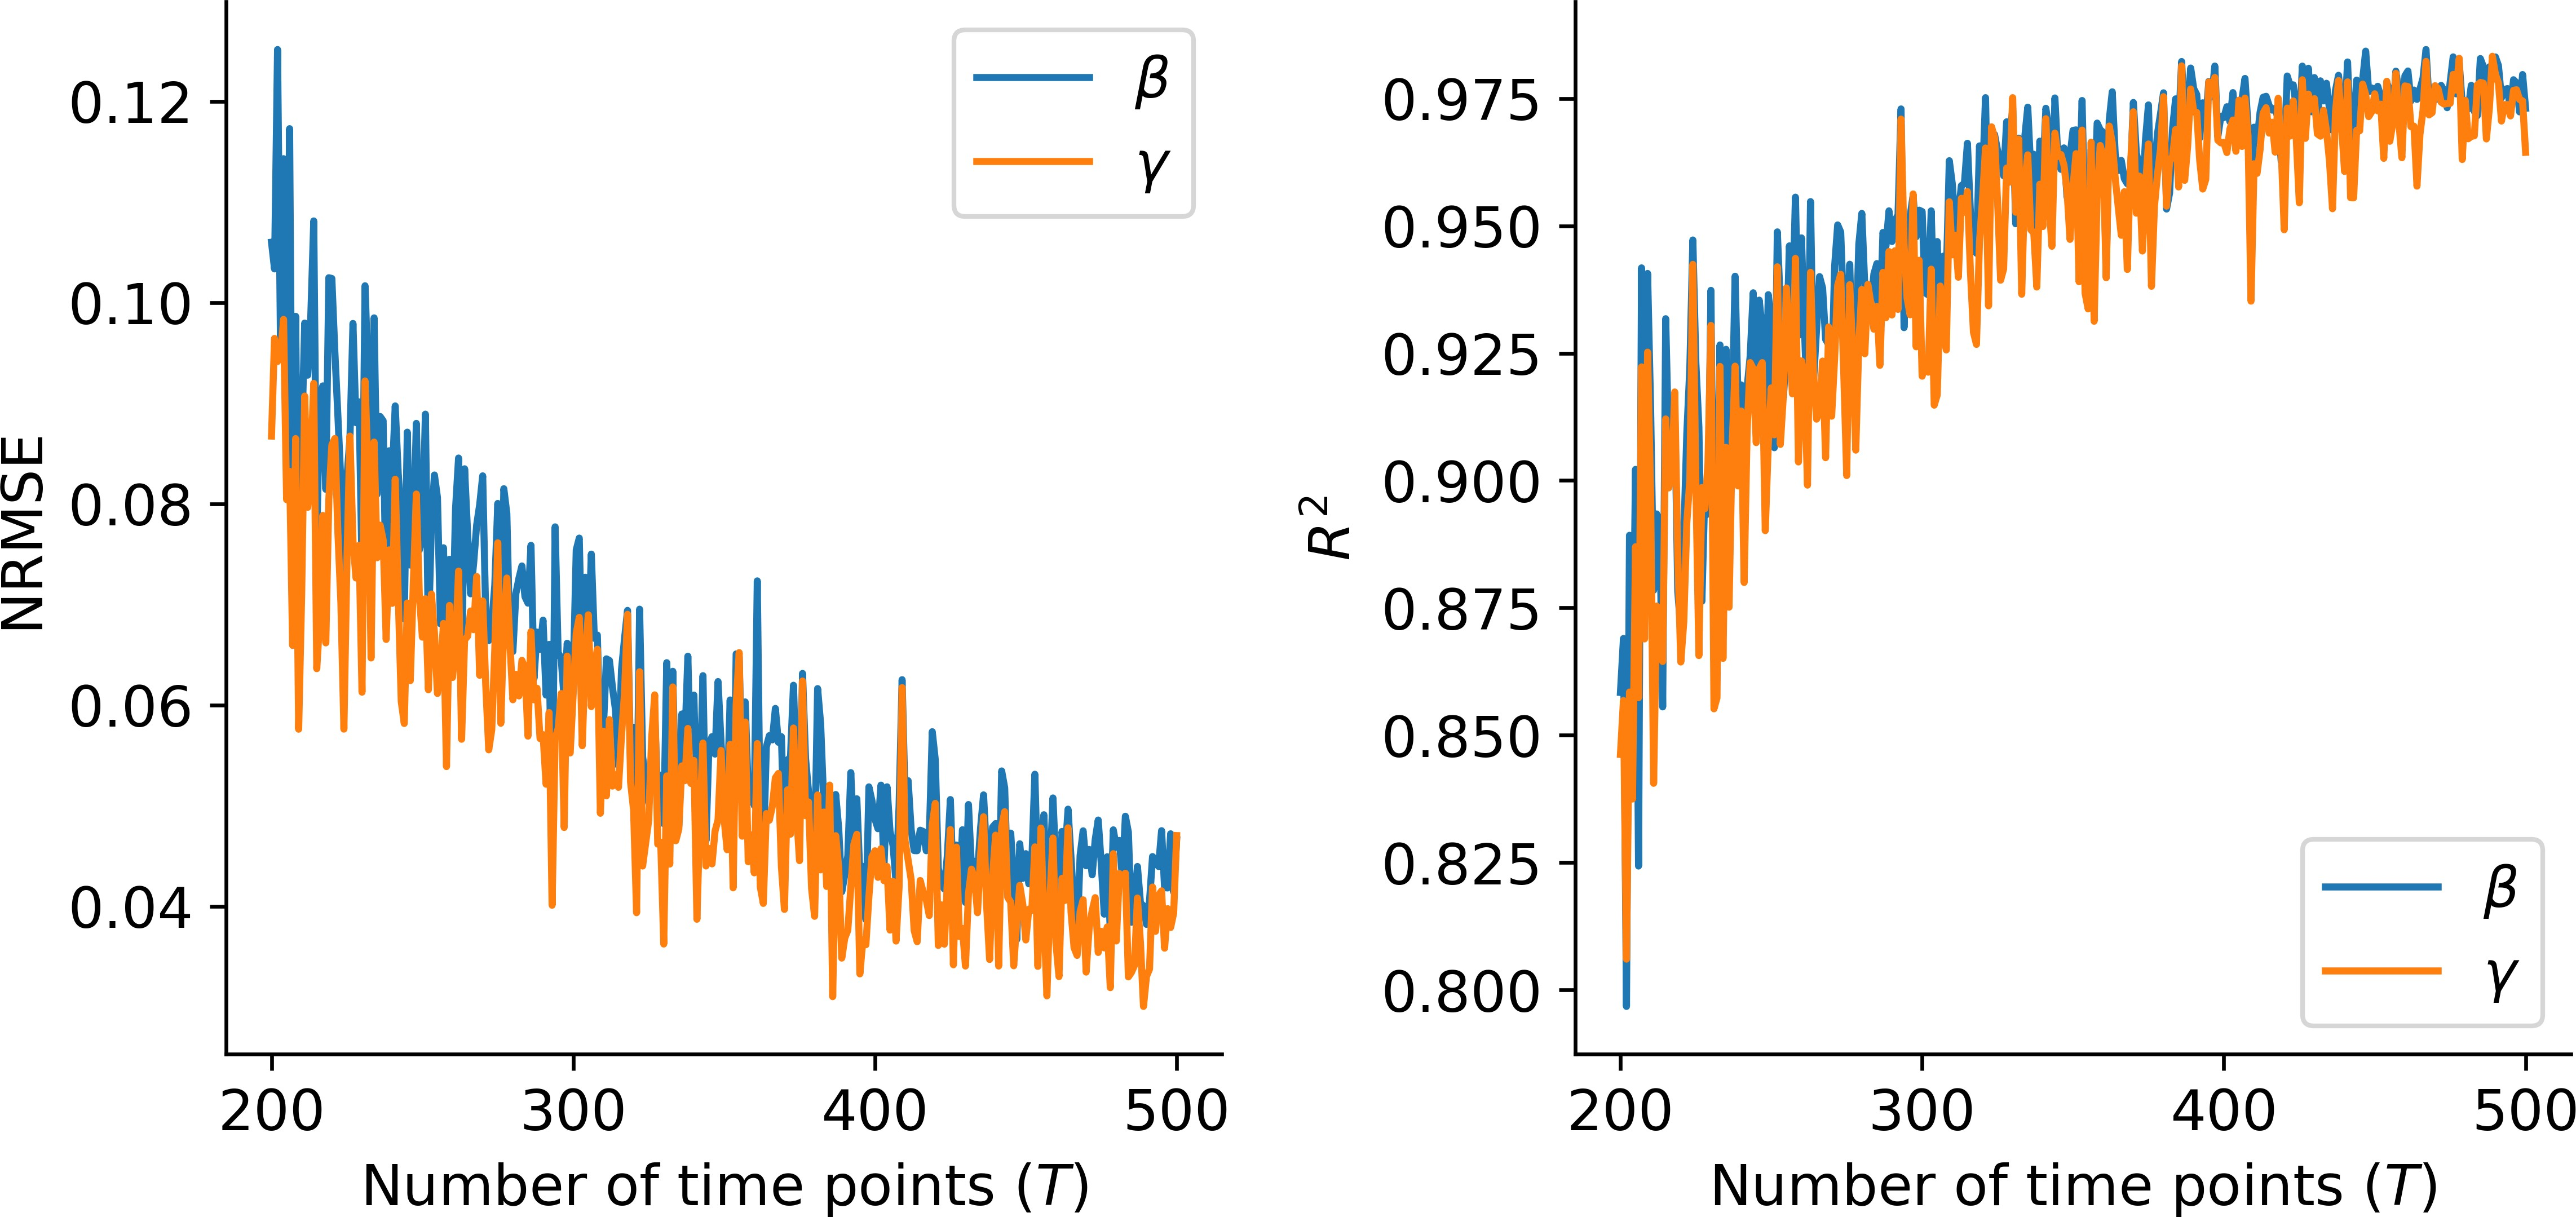 NRMSE
0.12
0.10
0.08
0.06
0.04
200 300 400 500
Number of time points (T)
β
γ
R²
0.975
0.950
0.925
0.900
0.875
0.850
0.825
0.800
200 300 400 500
Number of time points (T)
β
γ